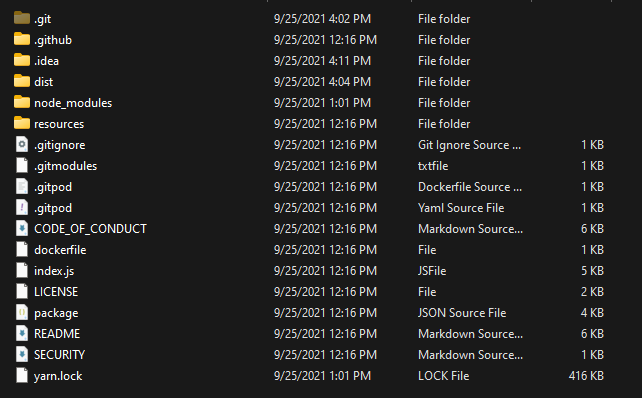 .git 9/25/2021 4:02 PM File folder
.github 9/25/2021 12:16 PM File folder
.idea 9/25/2021 4:11 PM File folder
dist 9/25/2021 4:04 PM File folder
node_modules 9/25/2021 1:01 PM File folder
resources 9/25/2021 12:16 PM File folder
.gitignore 9/25/2021 12:16 PM Git Ignore Source ... 1 KB
.gitmodules 9/25/2021 12:16 PM txtfile 1 KB
.gitpod 9/25/2021 12:16 PM Dockerfile Source ... 1 KB
.gitpod 9/25/2021 12:16 PM Yaml Source File 1 KB
CODE_OF_CONDUCT 9/25/2021 12:16 PM Markdown Source... 6 KB
dockerfile 9/25/2021 12:16 PM File 1 KB
index.js 9/25/2021 12:16 PM JSFile 5 KB
LICENSE 9/25/2021 12:16 PM File 2 KB
package 9/25/2021 12:16 PM JSON Source File 4 KB
README 9/25/2021 12:16 PM Markdown Source... 6 KB
SECURITY 9/25/2021 12:16 PM Markdown Source... 1 KB
yarn.lock 9/25/2021 1:01 PM LOCK File 416 KB